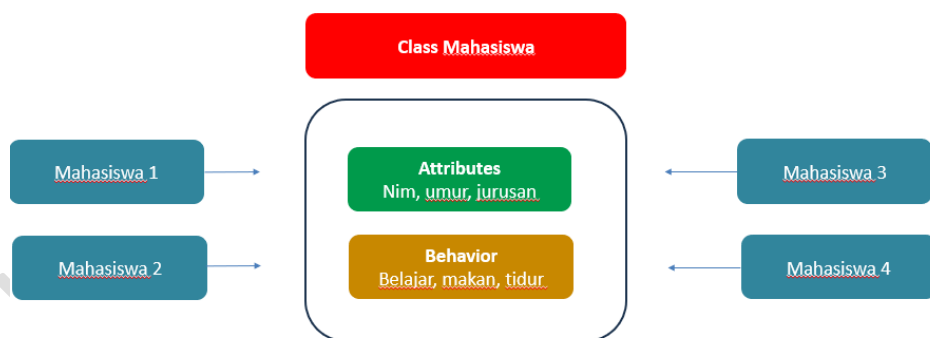 Class Mahasiswa
Mahasiswa 1
Mahasiswa 2
Attributes
Nim, umur, jurusan
Behavior
Belajar, makan, tidur
Mahasiswa 3
Mahasiswa 4